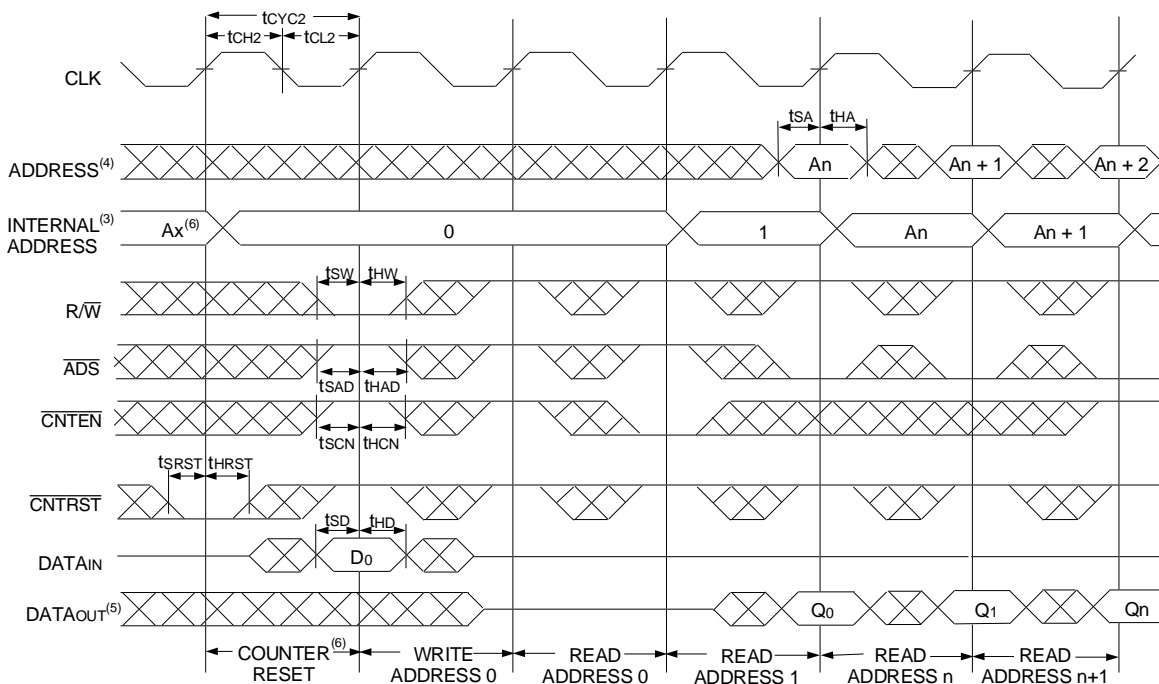 tCYC2
tCH2 tCL2
CLK
tSA tHA
ADDRESS(4) An An + 1 An + 2
INTERNAL(3) ADDRESS Ax(6) 0 1 An An + 1
tSW tHW
R/W
ADS
tSAD tHAD
CNTEN
tSCN tHCN
tSRST tHRST
CNTRST
tSD tHD
DATAIN D0
DATAOUT(5) Q0 Q1 Qn
COUNTER(6) WRITE READ READ READ READ
RESET ADDRESS 0 ADDRESS 0 ADDRESS 1 ADDRESS n ADDRESS n+1